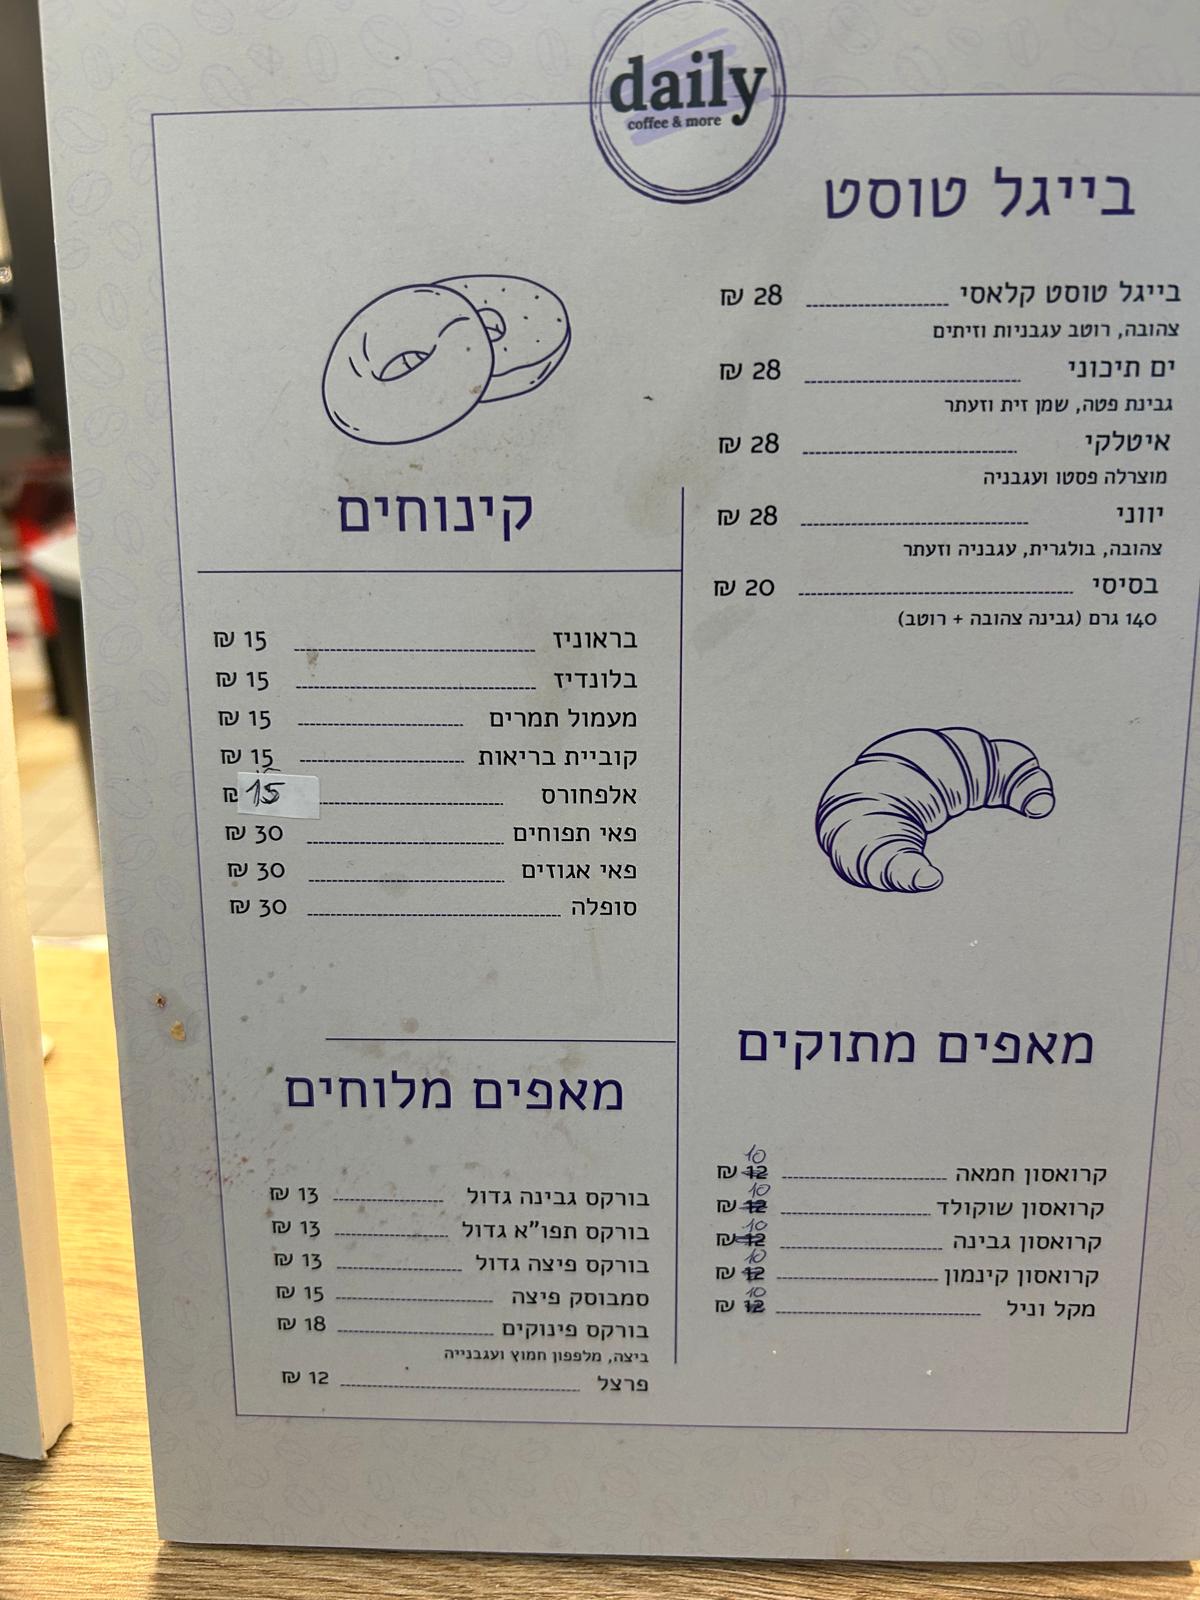 daily
coffee & more
בייגל טוסט
בייגל טוסט קלאסי 28 ₪
צהובה, רוטב עגבניות וזיתים
ים תיכוני 28 ₪
גבינת פטה, שמן זית וזעתר
איטלקי 28 ₪
מוצרלה פסטו ועגבניה
יווני 28 ₪
צהובה, בולגרית, עגבניה וזעתר
בסיסי 20 ₪
140 גרם (גבינה צהובה + רוטב)
קינוחים
בראוניז 15 ₪
בלונדיז 15 ₪
מעמול תמרים 15 ₪
קוביית בריאות 15 ₪
אלפחורס 15 ₪
פאי תפוחים 30 ₪
פאי אגוזים 30 ₪
סופלה 30 ₪
מאפים מתוקים
קרואסון חמאה 12 10 ₪
קרואסון שוקולד 12 10 ₪
קרואסון גבינה 12 10 ₪
קרואסון קינמון 12 10 ₪
מקל וניל 12 10 ₪
מאפים מלוחים
בורקס גבינה גדול 13 ₪
בורקס תפו"א גדול 13 ₪
בורקס פיצה גדול 13 ₪
סמבוסק פיצה 15 ₪
בורקס פינוקים 18 ₪
ביצה, מלפפון חמוץ ועגבנייה
פרצל 12 ₪